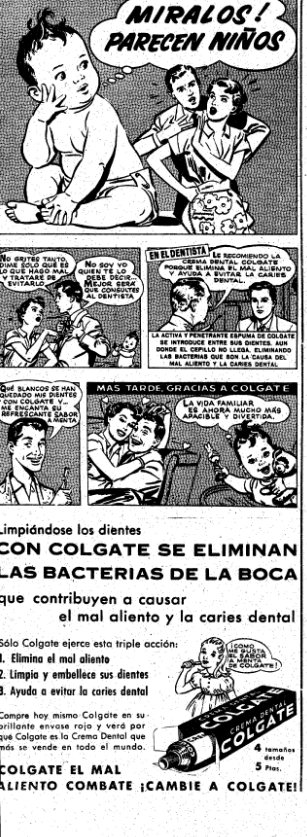 MIRALOS!
PARECEN NIÑOS
NO GRITES TANTO,
DIME SOLO QUE ES
LO QUE HAGO MAL
Y TRATARE DE
EVITARLO
NO SOY YO
QUIEN TE LO
DEBE DECIR...
MEJOR SERÁ
QUE CONSULTES
AL DENTISTA
EN EL DENTISTA
LE RECOMIENDO LA
CREMA DENTAL COLGATE
PORQUE ELIMINA EL MAL ALIENTO
Y AYUDA A EVITAR LA CARIES
DENTAL.
LA ACTIVA Y PENETRANTE ESPUMA DE COLGATE
SE INTRODUCE ENTRE SUS DIENTES, AUN
DONDE EL CEPILLO NO LLEGA, ELIMINANDO
LAS BACTERIAS QUE SON LA CAUSA DEL
MAL ALIENTO Y LA CARIES DENTAL
QUÉ BLANCOS SE HAN
QUEDADO MIS DIENTES
CON COLGATE Y...
ME ENCANTA SU
REFRESCANTE SABOR
A MENTA
MAS TARDE, GRACIAS A COLGATE
LA VIDA FAMILIAR
ES AHORA MUCHO MÁS
APACIBLE Y DIVERTIDA.
Limpiándose los dientes
CON COLGATE SE ELIMINAN
LAS BACTERIAS DE LA BOCA
que contribuyen a causar
el mal aliento y la caries dental
Sólo Colgate ejerce esta triple acción:
1. Elimina el mal aliento
2. Limpia y embellece sus dientes
3. Ayuda a evitar la caries dental
¡COMO
ME GUSTA
EL SABOR
A MENTA
DE COLGATE!
Compre hoy mismo Colgate en su
brillante envase rojo y verá por
qué Colgate es la Crema Dental que
más se vende en todo el mundo.
COLGATE
CREMA DENTAL
COLGATE
4 tamaños
desde
5 Ptas.
COLGATE EL MAL
ALIENTO COMBATE ¡CAMBIE A COLGATE!